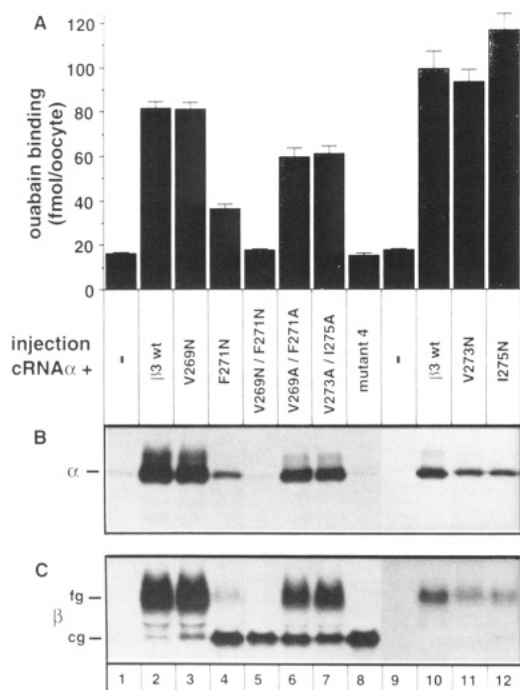 A
ouabain binding
(fmol/oocyte)
120
100
80
60
40
20
0
injection
cRNAα +
-
β3 wt
V269N
F271N
V269N / F271N
V269A / F271A
V273A / I275A
mutant 4
-
β3 wt
V273N
I275N
B
α
C
β
fg
cg
1 2 3 4 5 6 7 8 9 10 11 12